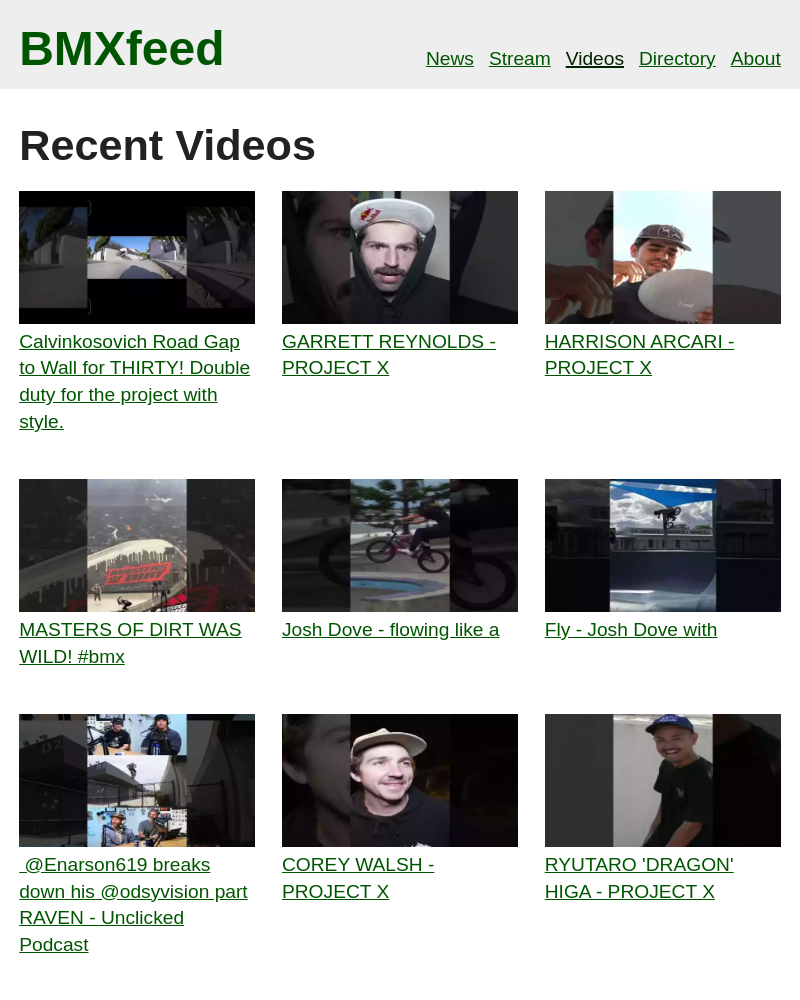 BMXfeed
News Stream Videos Directory About
Recent Videos
Calvinkosovich Road Gap
to Wall for THIRTY! Double
duty for the project with
style.
GARRETT REYNOLDS -
PROJECT X
HARRISON ARCARI -
PROJECT X
MASTERS OF DIRT WAS
WILD! #bmx
Josh Dove - flowing like a
Fly - Josh Dove with
@Enarson619 breaks
down his @odsyvision part
RAVEN - Unclicked
Podcast
COREY WALSH -
PROJECT X
RYUTARO 'DRAGON'
HIGA - PROJECT X